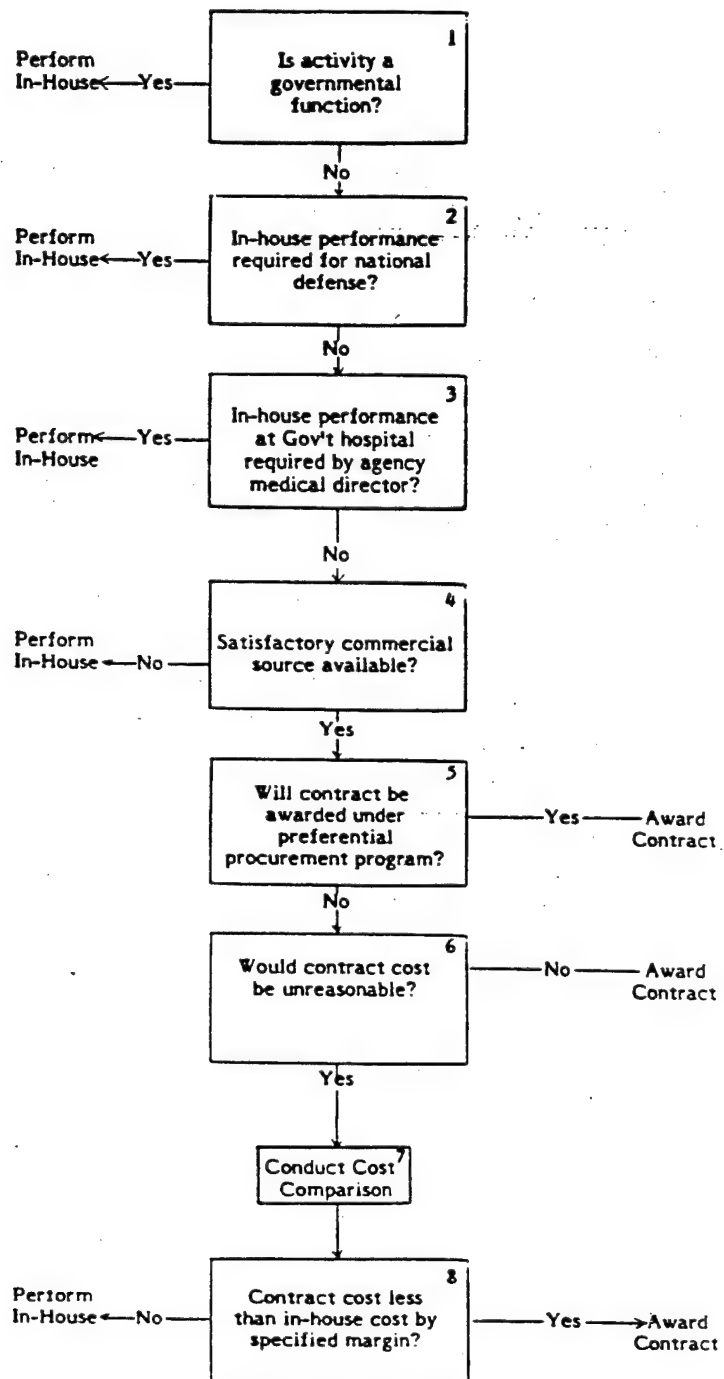 1
Is activity a
governmental
function?
Perform
In-House
Yes
No
2
In-house performance
required for national
defense?
Perform
In-House
Yes
No
3
In-house performance
at Gov't hospital
required by agency
medical director?
Perform
In-House
Yes
No
4
Satisfactory commercial
source available?
Perform
In-House
No
Yes
5
Will contract be
awarded under
preferential
procurement program?
Yes
Award
Contract
No
6
Would contract cost
be unreasonable?
No
Award
Contract
Yes
7
Conduct Cost
Comparison
8
Contract cost less
than in-house cost by
specified margin?
Perform
In-House
No
Yes
Award
Contract